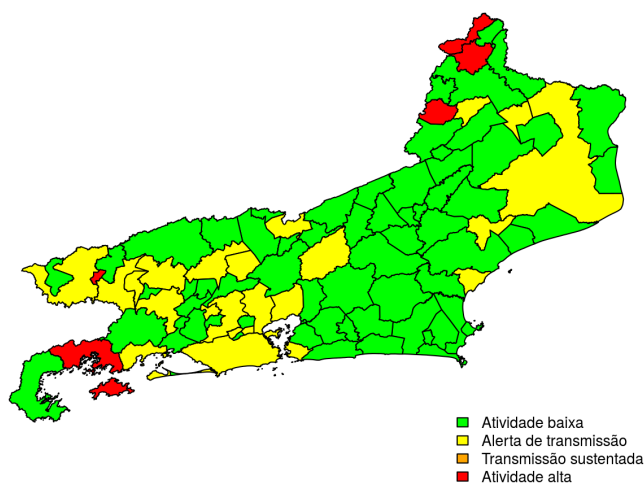 Atividade baixa
Alerta de transmissão
Transmissão sustentada
Atividade alta